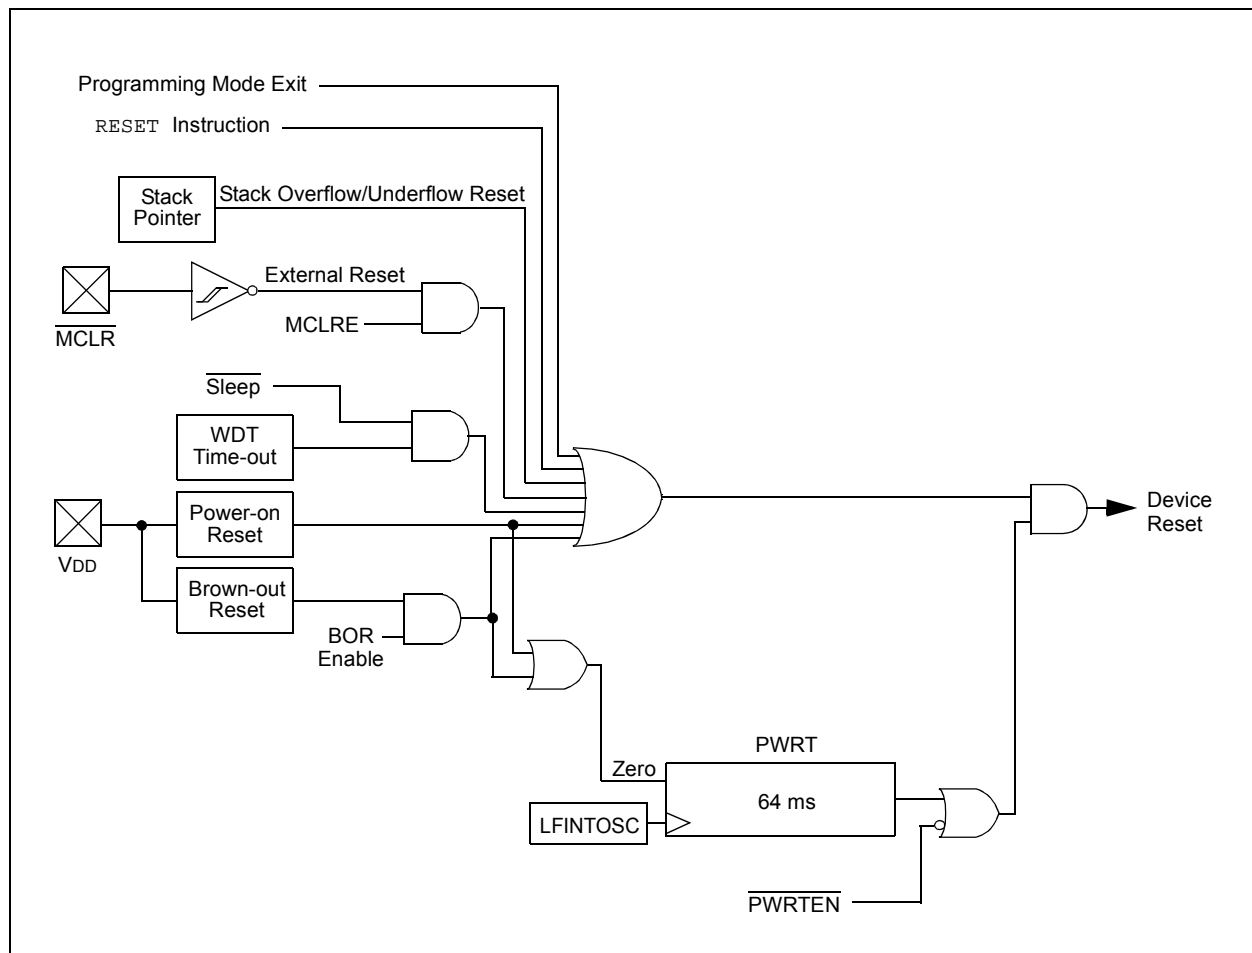 Programming Mode Exit
RESET Instruction
Stack
Pointer
Stack Overflow/Underflow Reset
External Reset
MCLR
MCLRE
Sleep
WDT
Time-out
VDD
Power-on
Reset
Brown-out
Reset
BOR
Enable
Device
Reset
PWRT
Zero
64 ms
LFINTOSC
PWRTEN